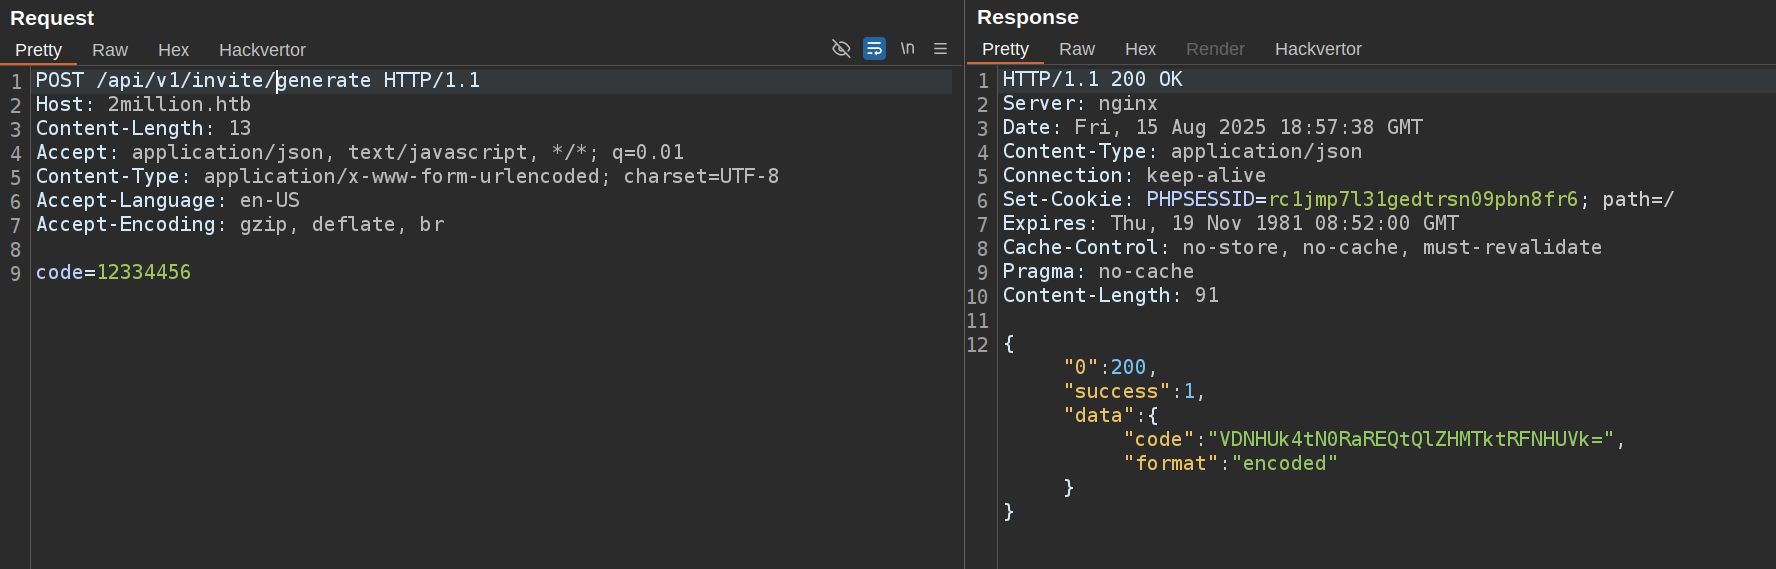 Request
Pretty Raw Hex Hackvertor \n
1 POST /api/v1/invite/generate HTTP/1.1
2 Host: 2million.htb
3 Content-Length: 13
4 Accept: application/json, text/javascript, */*; q=0.01
5 Content-Type: application/x-www-form-urlencoded; charset=UTF-8
6 Accept-Language: en-US
7 Accept-Encoding: gzip, deflate, br
8
9 code=12334456
Response
Pretty Raw Hex Render Hackvertor
1 HTTP/1.1 200 OK
2 Server: nginx
3 Date: Fri, 15 Aug 2025 18:57:38 GMT
4 Content-Type: application/json
5 Connection: keep-alive
6 Set-Cookie: PHPSESSID=rc1jmp7l31gedtrsn09pbn8fr6; path=/
7 Expires: Thu, 19 Nov 1981 08:52:00 GMT
8 Cache-Control: no-store, no-cache, must-revalidate
9 Pragma: no-cache
10 Content-Length: 91
11
12 {
"0":200,
"success":1,
"data":{
"code":"VDNHUk4tN0RaREQtQlZHMTktRFNHUVk=",
"format":"encoded"
}
}